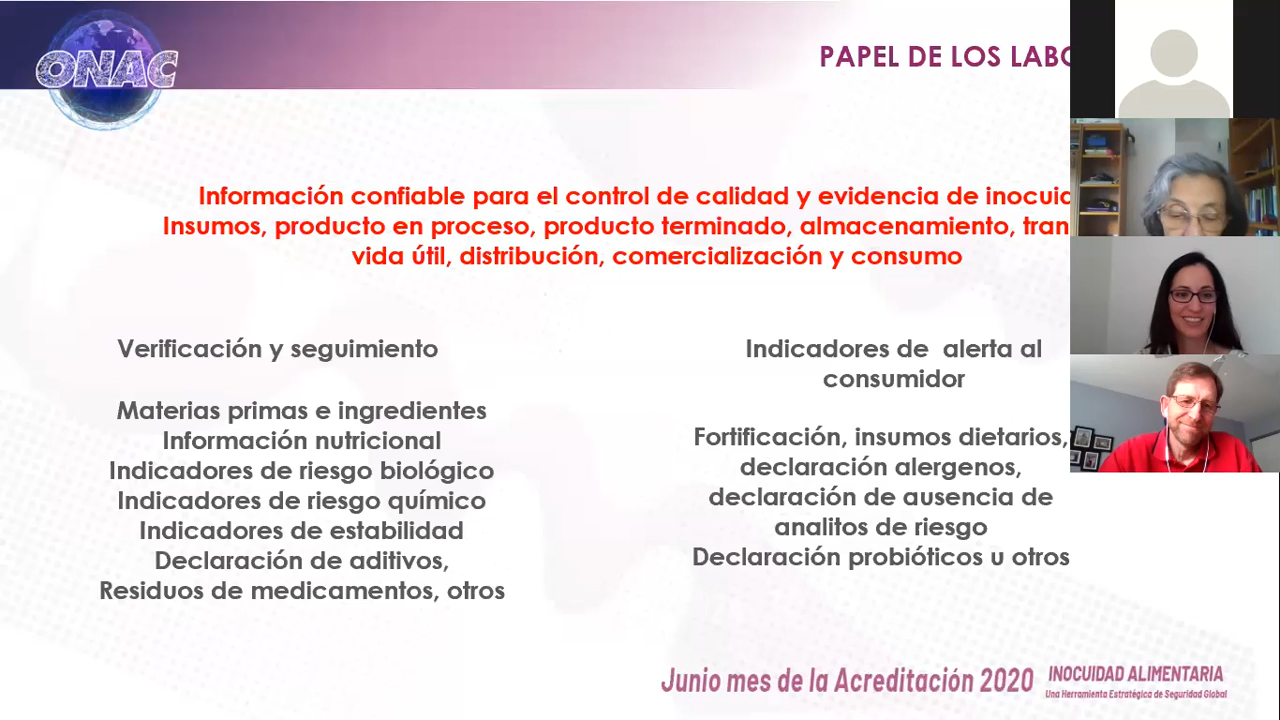 ONAC
PAPEL DE LOS
Información confiable para el control de calidad y evidencia de
Insumos, producto en proceso, producto terminado, almacenamiento,
vida útil, distribución, comercialización y consumo
Verificación y seguimiento
Materias primas e ingredientes
Información nutricional
Indicadores de riesgo biológico
Indicadores de riesgo químico
Indicadores de estabilidad
Declaración de aditivos,
Residuos de medicamentos, otros
Indicadores de alerta al
consumidor
Fortificación, insumos dietarios,
declaración alergenos,
declaración de ausencia de
analitos de riesgo
Declaración probióticos u otros
Junio mes de la Acreditación 2020
INOCUIDAD ALIMENTARIA
Una Herramienta Estratégica de Seguridad Global